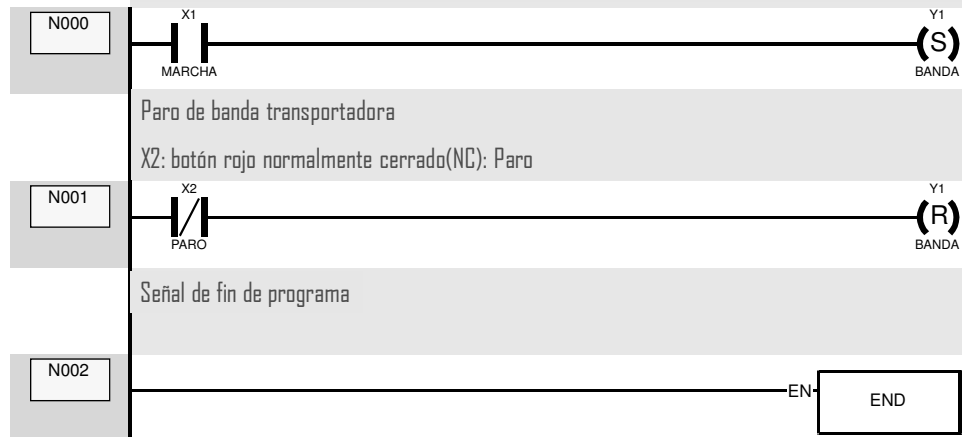 N000
X1
MARCHA
Y1
(S)
BANDA
Paro de banda transportadora
X2: botón rojo normalmente cerrado(NC): Paro
N001
X2
PARO
Y1
(R)
BANDA
Señal de fin de programa
N002
EN
END